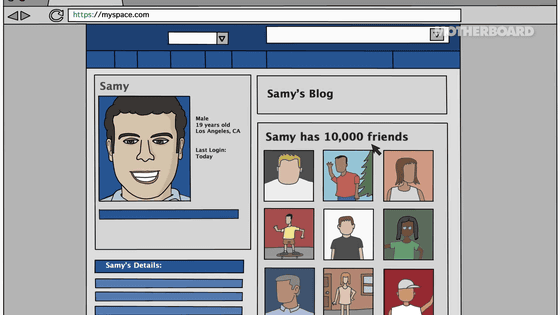 https://myspace.com
MOTHERBOARD
Samy
Male
19 years old
Los Angeles, CA
Last Login:
Today
Samy's Blog
Samy has 10,000 friends
Samy's Details: